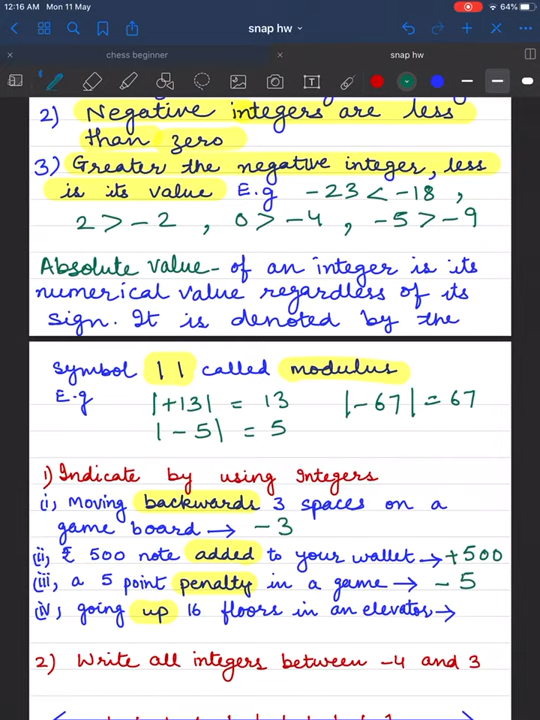 12:16 AM Mon 11 May
64%
snap hw
chess beginner
snap hw
2) Negative integers are less
than zero
3) Greater the negative integer, less
is its value E.g -23 < -18 ,
2 > -2 , 0 > -4 , -5 > -9
Absolute value - of an integer is its
numerical value regardless of its
sign. It is denoted by the
symbol | | called modulus
E.g |+13| = 13 |-67| = 67
|-5| = 5
1) Indicate by using Integers
(i) Moving backwards 3 spaces on a
game board → -3
(ii) ₹ 500 note added to your wallet → +500
(iii) a 5 point penalty in a game → -5
(iv) going up 16 floors in an elevator →
2) Write all integers between -4 and 3